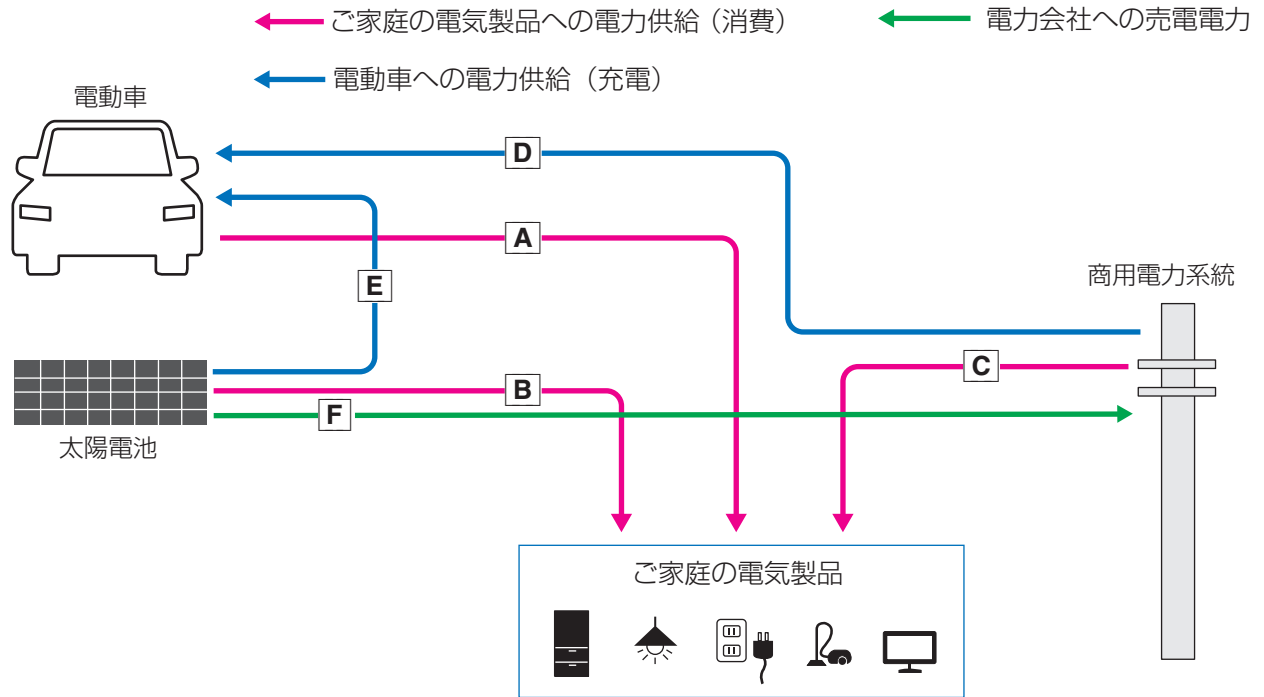 ご家庭の電気製品への電力供給（消費）
電力会社への売電電力
電動車への電力供給（充電）
電動車
D
A
E
商用電力系統
C
B
F
太陽電池
ご家庭の電気製品